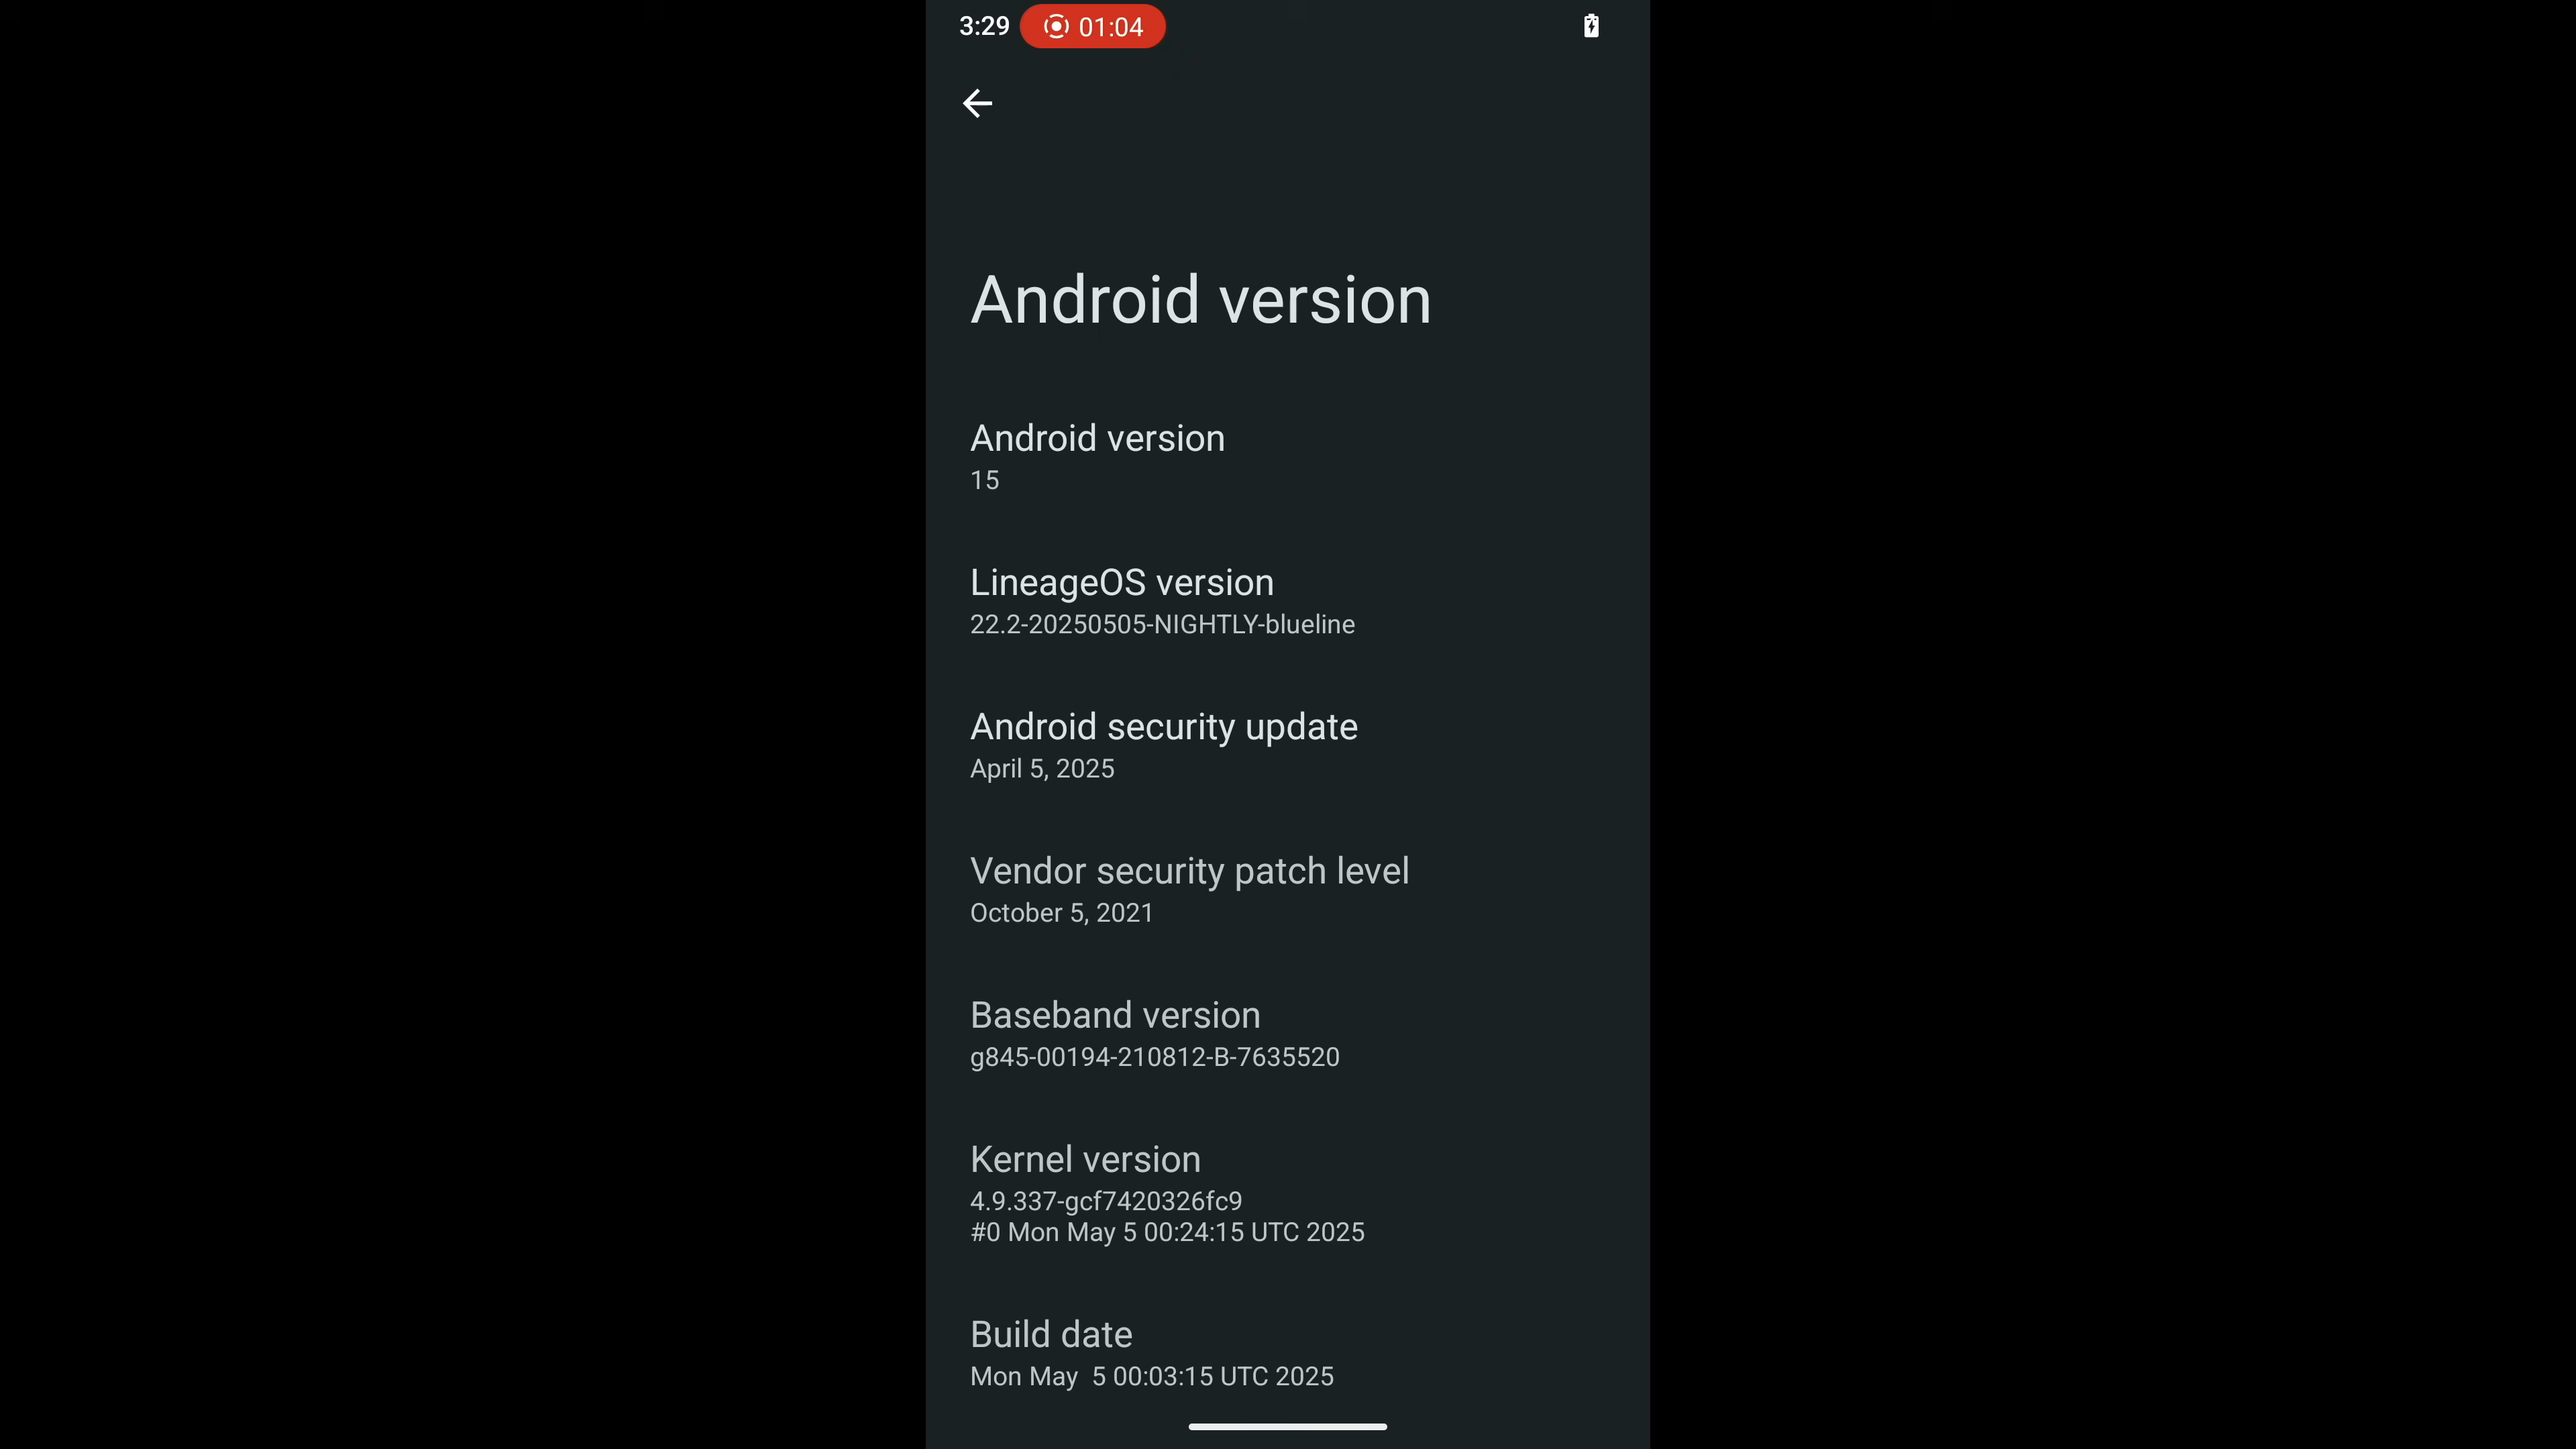 3:29 01:04
Android version
Android version
15
LineageOS version
22.2-20250505-NIGHTLY-blueline
Android security update
April 5, 2025
Vendor security patch level
October 5, 2021
Baseband version
g845-00194-210812-B-7635520
Kernel version
4.9.337-gcf7420326fc9
#0 Mon May 5 00:24:15 UTC 2025
Build date
Mon May  5 00:03:15 UTC 2025